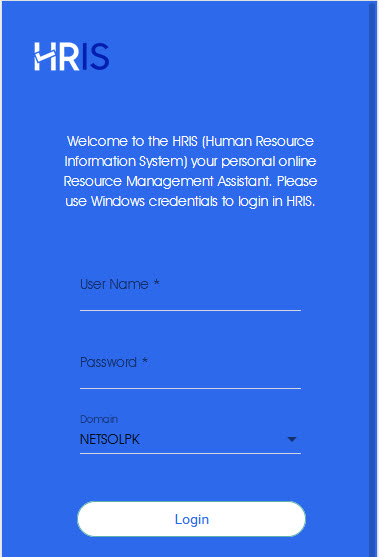 HRIS
Welcome to the HRIS (Human Resource
Information System) your personal online
Resource Management Assistant. Please
use Windows credentials to login in HRIS.
User Name *
Password *
Domain
NETSOLPK
Login